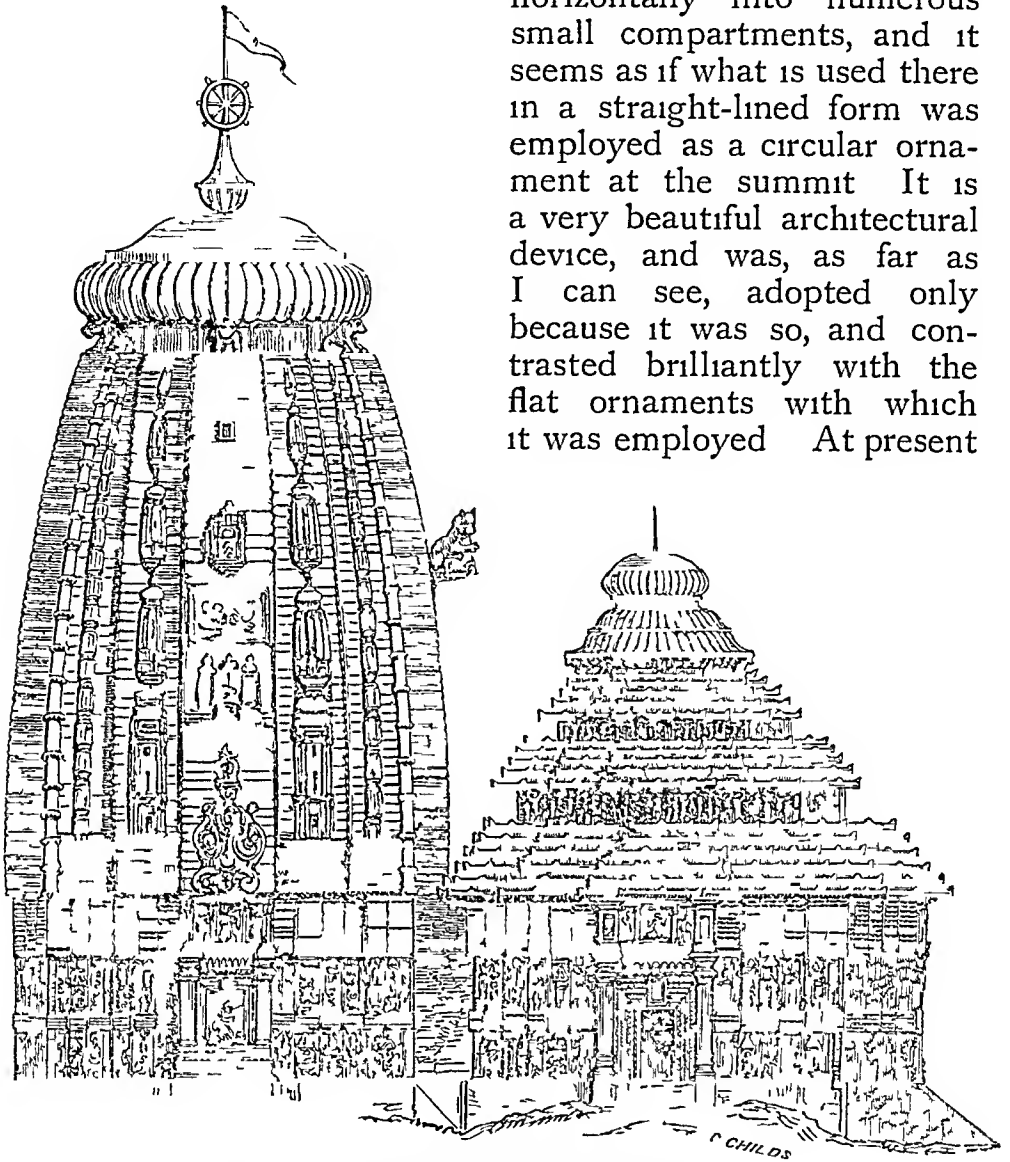 horizontally into numerous
small compartments, and it
seems as if what is used there
in a straight-lined form was
employed as a circular orna-
ment at the summit It is
a very beautiful architectural
device, and was, as far as
I can see, adopted only
because it was so, and con-
trasted brilliantly with the
flat ornaments with which
it was employed At present
CHILDS